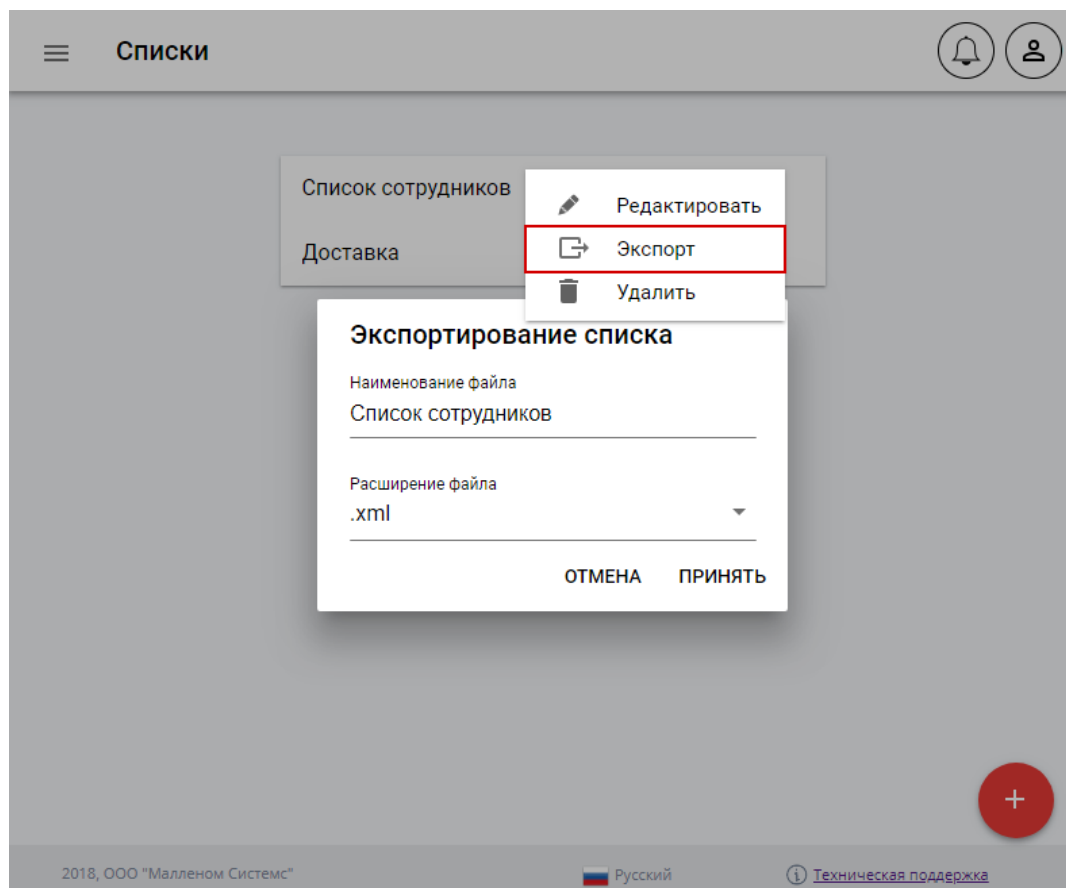 Списки
Список сотрудников
Редактировать
Доставка
Экспорт
Удалить
Экспортирование списка
Наименование файла
Список сотрудников
Расширение файла
.xml
ОТМЕНА ПРИНЯТЬ
2018, ООО "Малленом Системс" Русский Техническая поддержка